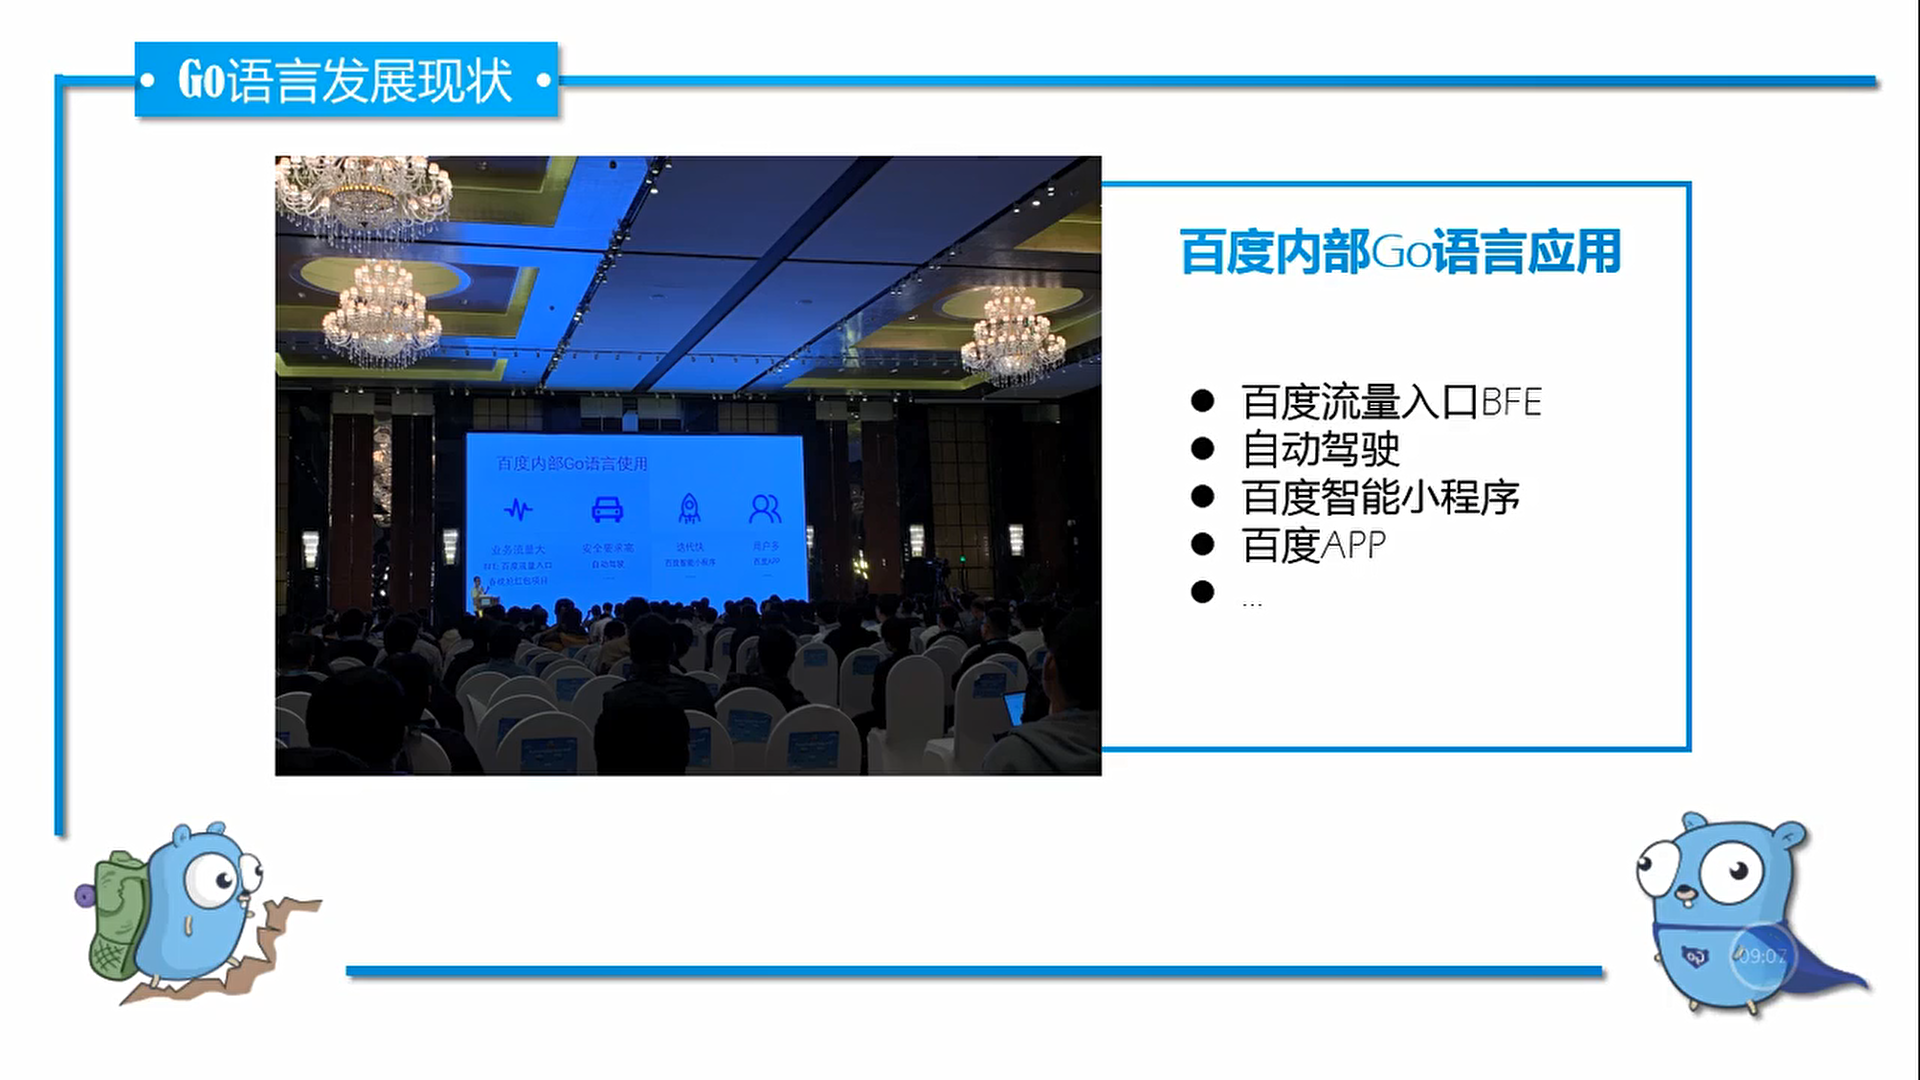 Go语言发展现状
百度内部Go语言使用
业务流量大
安全要求高
迭代快
用户多
BFE: 百度流量入口
自动驾驶
百度智能小程序
百度APP
春晚抢红包项目
百度内部Go语言应用
百度流量入口BFE
自动驾驶
百度智能小程序
百度APP
...
Go
09:07